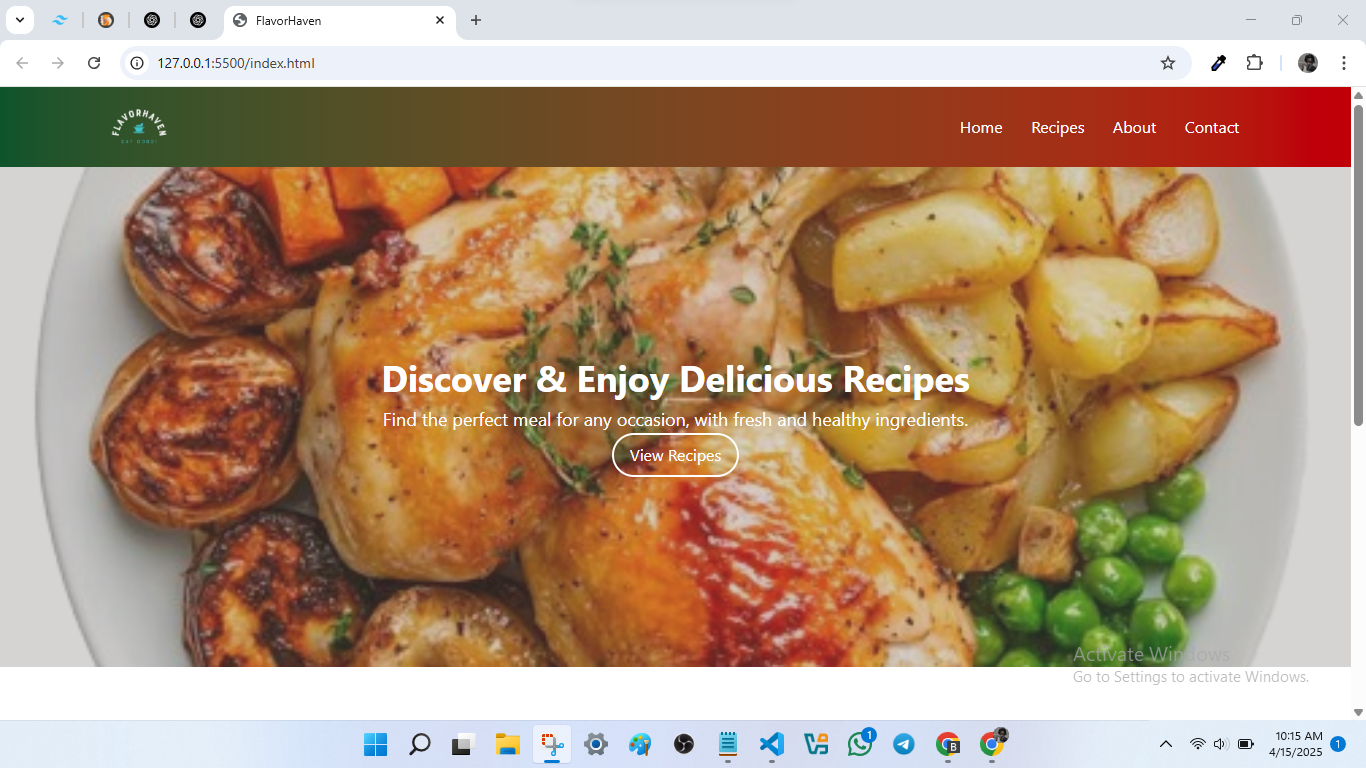 FlavorHaven
127.0.0.1:5500/index.html
FLAVORHAVEN
Home Recipes About Contact
Discover & Enjoy Delicious Recipes
Find the perfect meal for any occasion, with fresh and healthy ingredients.
View Recipes
Activate Windows
Go to Settings to activate Windows.
1
B
10:15 AM
4/15/2025
1